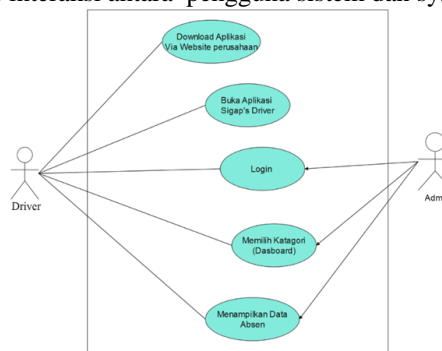 interaksi antara pengguna sistem dan sy
Download Aplikasi
Via Website perusahaan
Buka Aplikasi
Sigap's Driver
Login
Driver
Adm
Memilih Katagori
(Dasboard)
Menampilkan Data
Absen